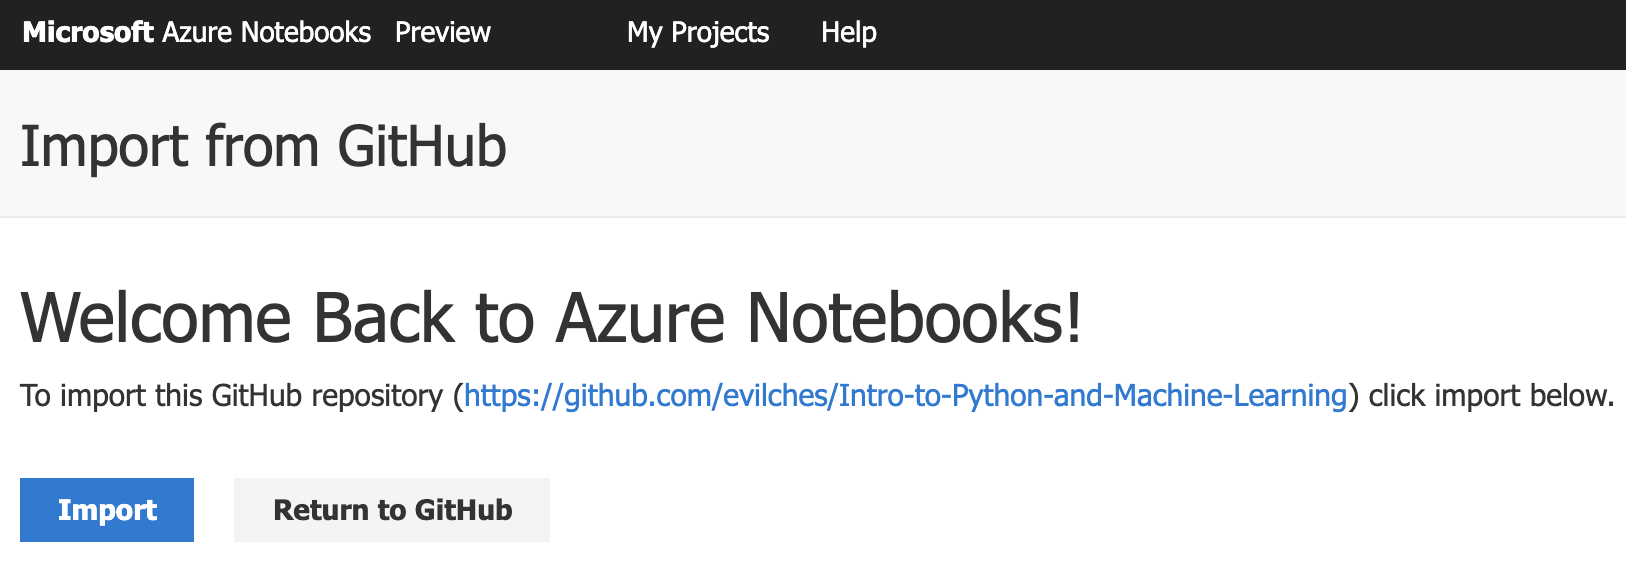 Microsoft Azure Notebooks Preview My Projects Help
Import from GitHub
Welcome Back to Azure Notebooks!
To import this GitHub repository (https://github.com/evilches/Intro-to-Python-and-Machine-Learning) click import below.
Import Return to GitHub